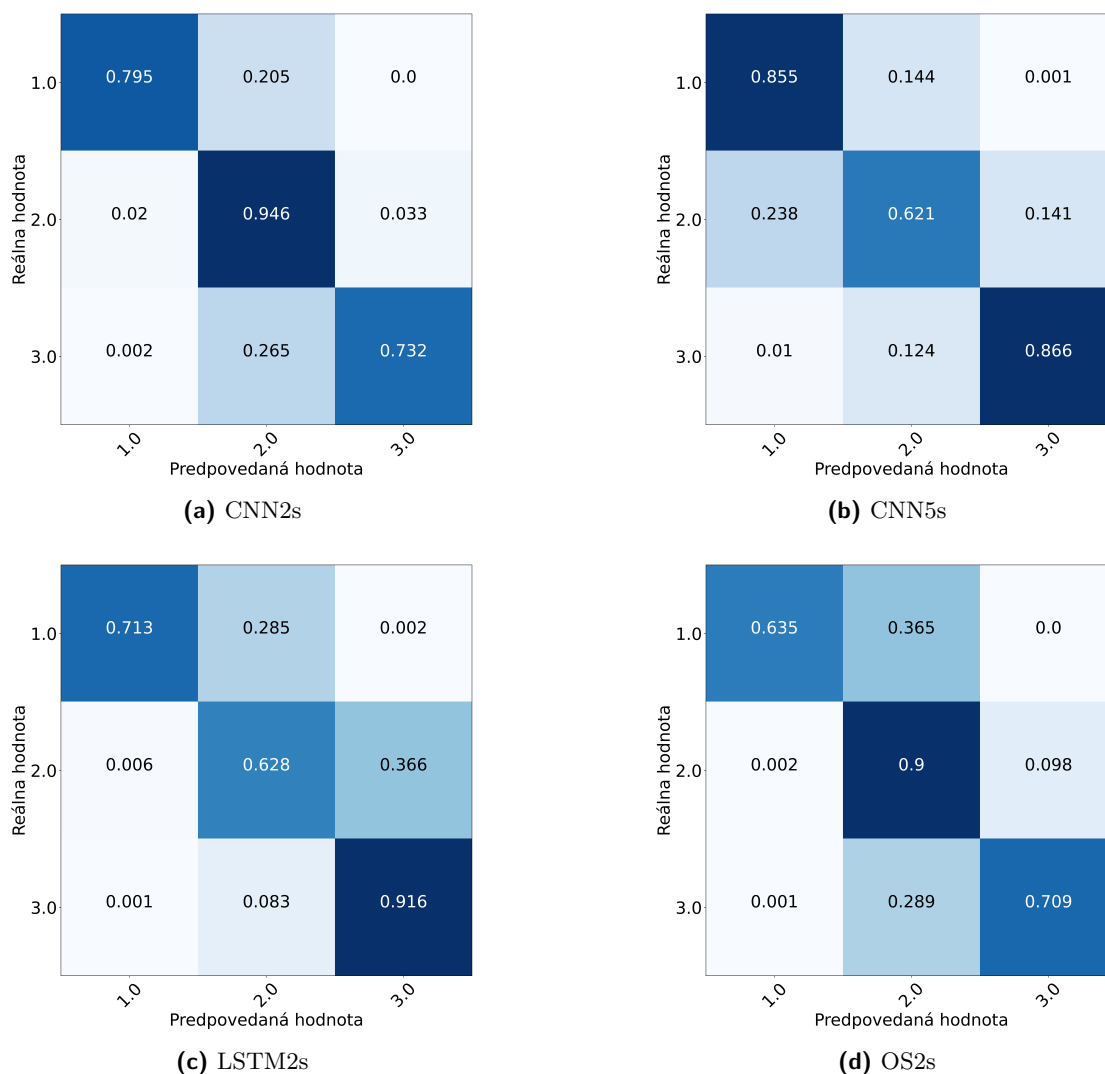 1.0 0.795 0.205 0.0
2.0 0.02 0.946 0.033
3.0 0.002 0.265 0.732
Reálna hodnota
1.0 2.0 3.0
Predpovedaná hodnota
(a) CNN2s
1.0 0.855 0.144 0.001
2.0 0.238 0.621 0.141
3.0 0.01 0.124 0.866
Reálna hodnota
1.0 2.0 3.0
Predpovedaná hodnota
(b) CNN5s
1.0 0.713 0.285 0.002
2.0 0.006 0.628 0.366
3.0 0.001 0.083 0.916
Reálna hodnota
1.0 2.0 3.0
Predpovedaná hodnota
(c) LSTM2s
1.0 0.635 0.365 0.0
2.0 0.002 0.9 0.098
3.0 0.001 0.289 0.709
Reálna hodnota
1.0 2.0 3.0
Predpovedaná hodnota
(d) OS2s